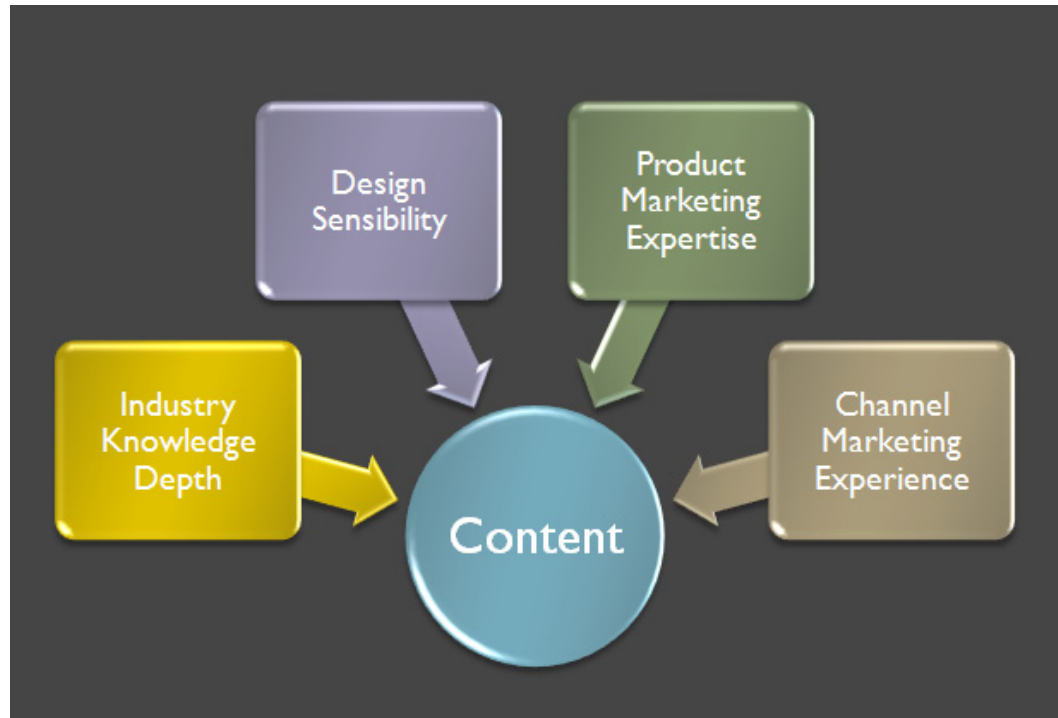 Design
Sensibility
Product
Marketing
Expertise
Industry
Knowledge
Depth
Channel
Marketing
Experience
Content